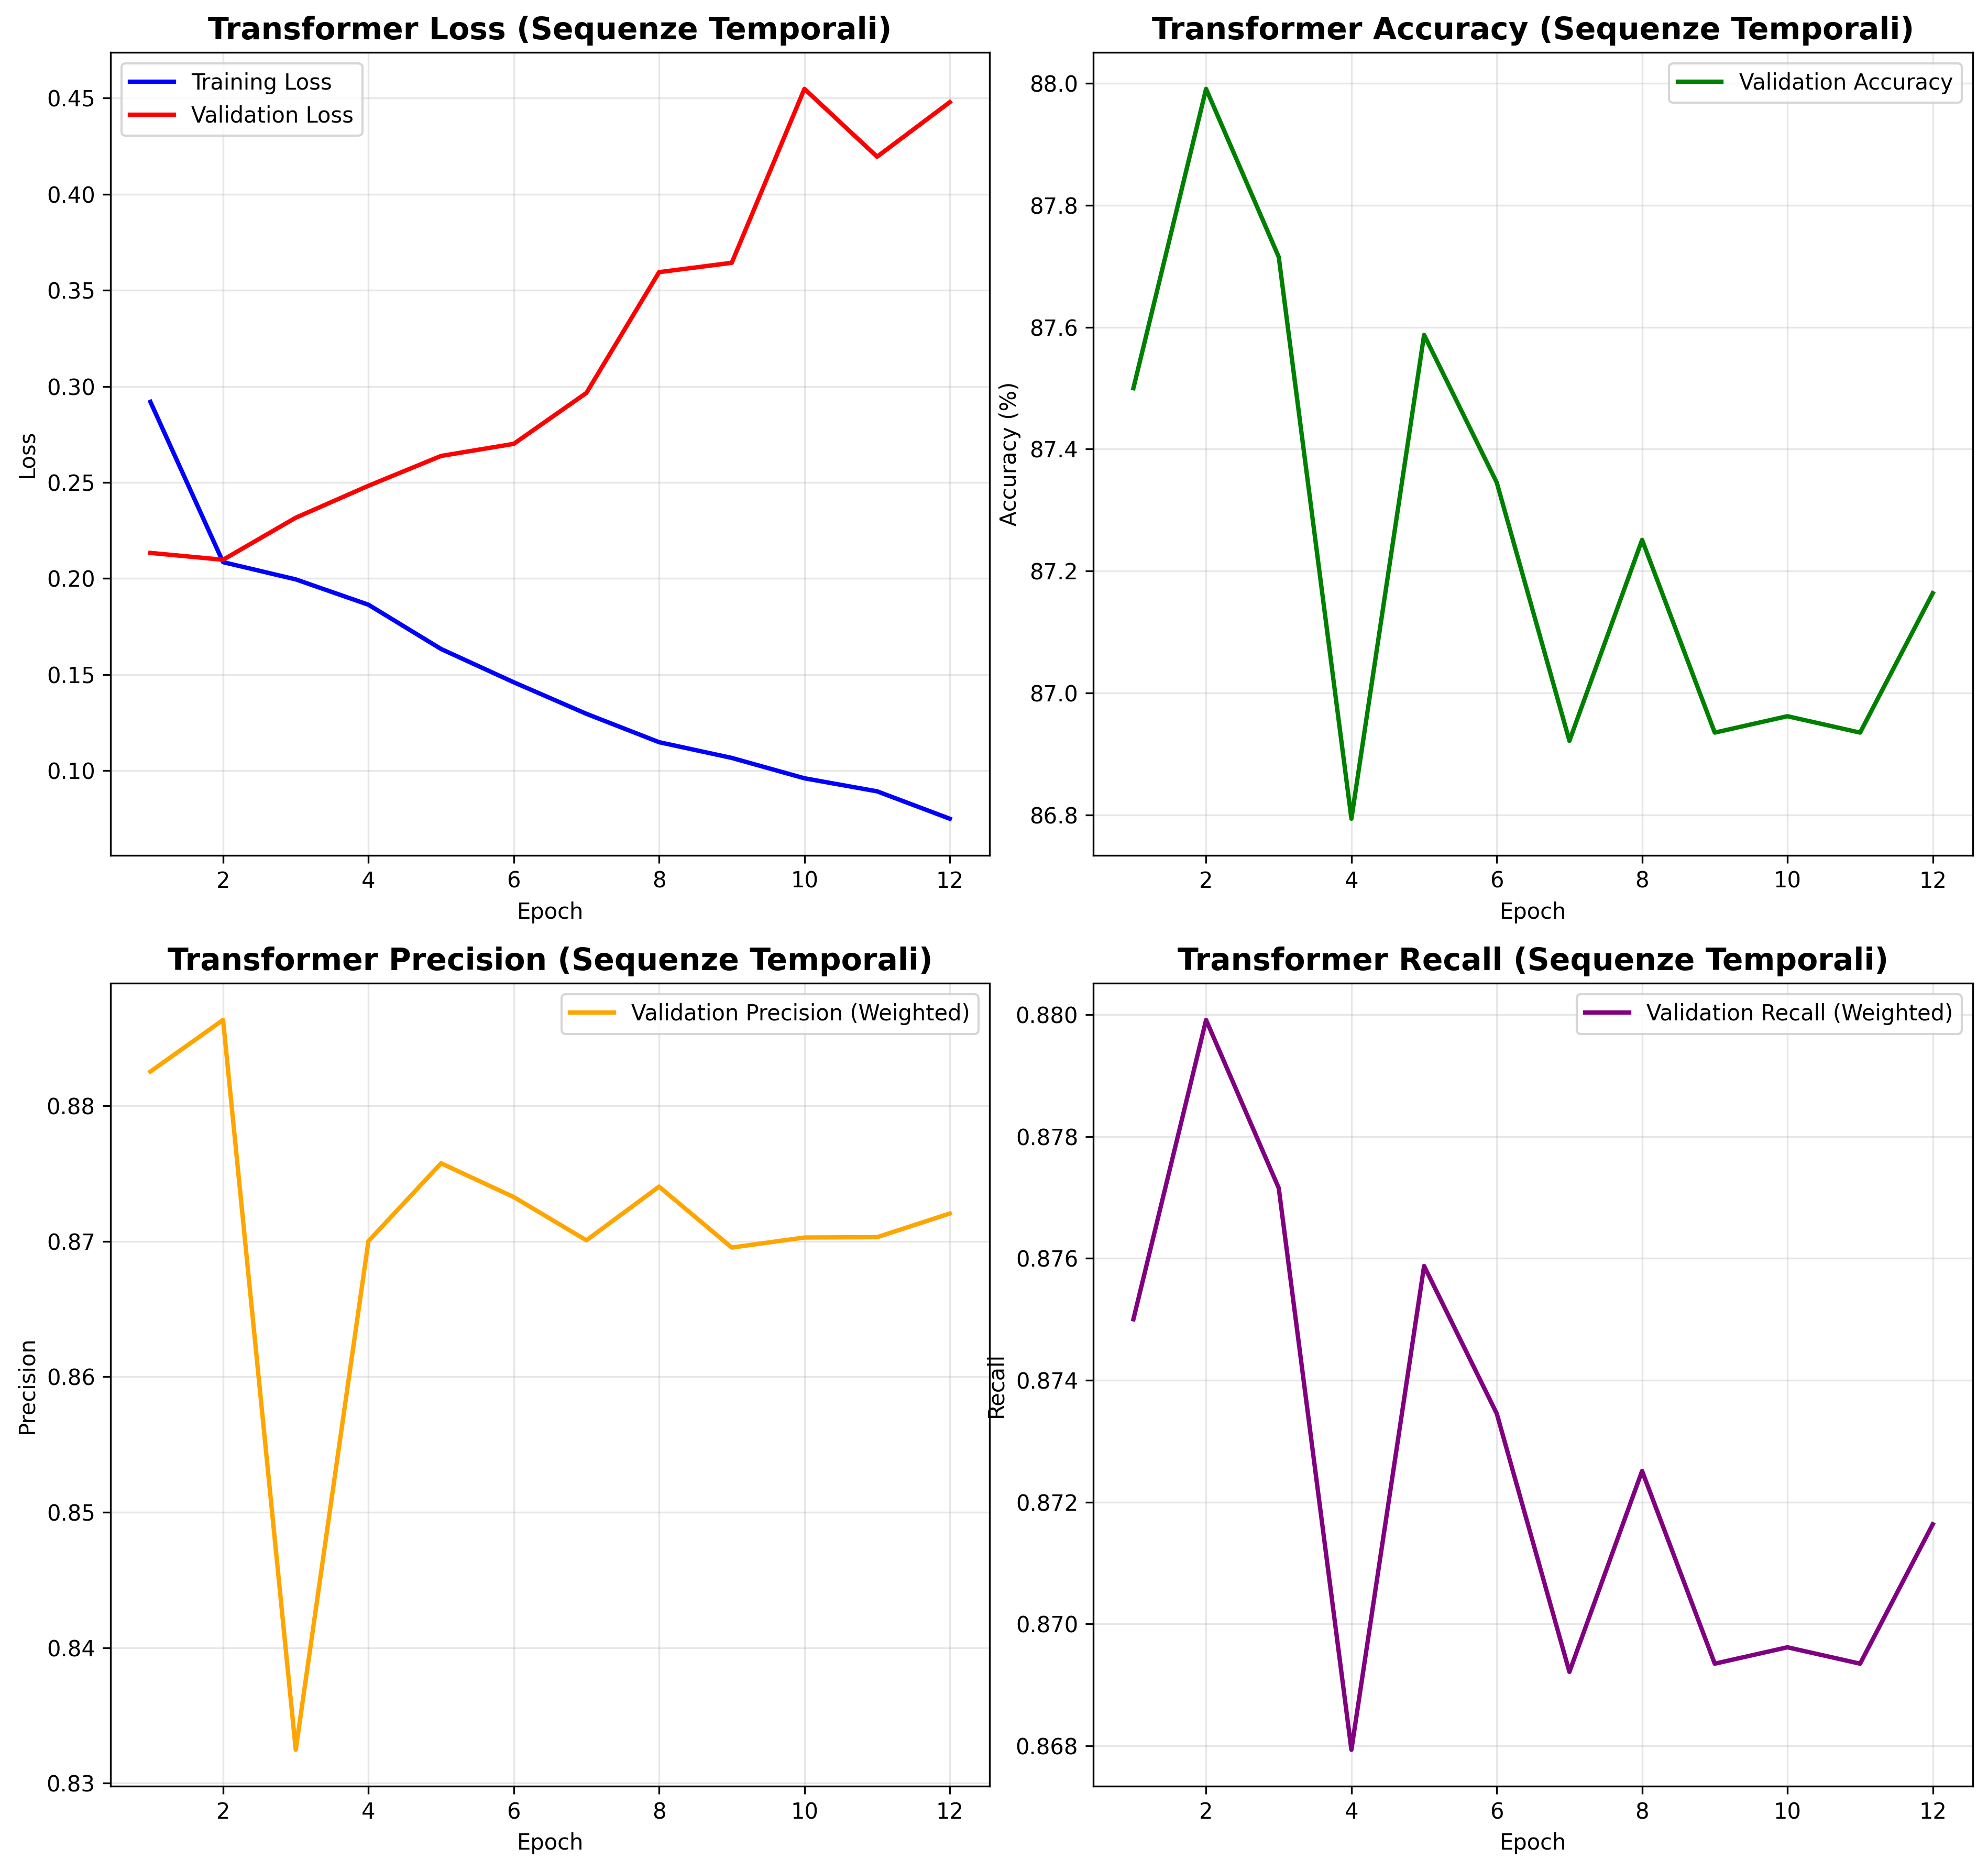 Transformer Loss (Sequenze Temporali)
Training Loss
Validation Loss
0.45
0.40
0.35
0.30
0.25
0.20
0.15
0.10
Loss
2 4 6 8 10 12
Epoch
Transformer Accuracy (Sequenze Temporali)
Validation Accuracy
88.0
87.8
87.6
87.4
87.2
87.0
86.8
Accuracy (%)
2 4 6 8 10 12
Epoch
Transformer Precision (Sequenze Temporali)
Validation Precision (Weighted)
0.88
0.87
0.86
0.85
0.84
0.83
Precision
2 4 6 8 10 12
Epoch
Transformer Recall (Sequenze Temporali)
Validation Recall (Weighted)
0.880
0.878
0.876
0.874
0.872
0.870
0.868
Recall
2 4 6 8 10 12
Epoch